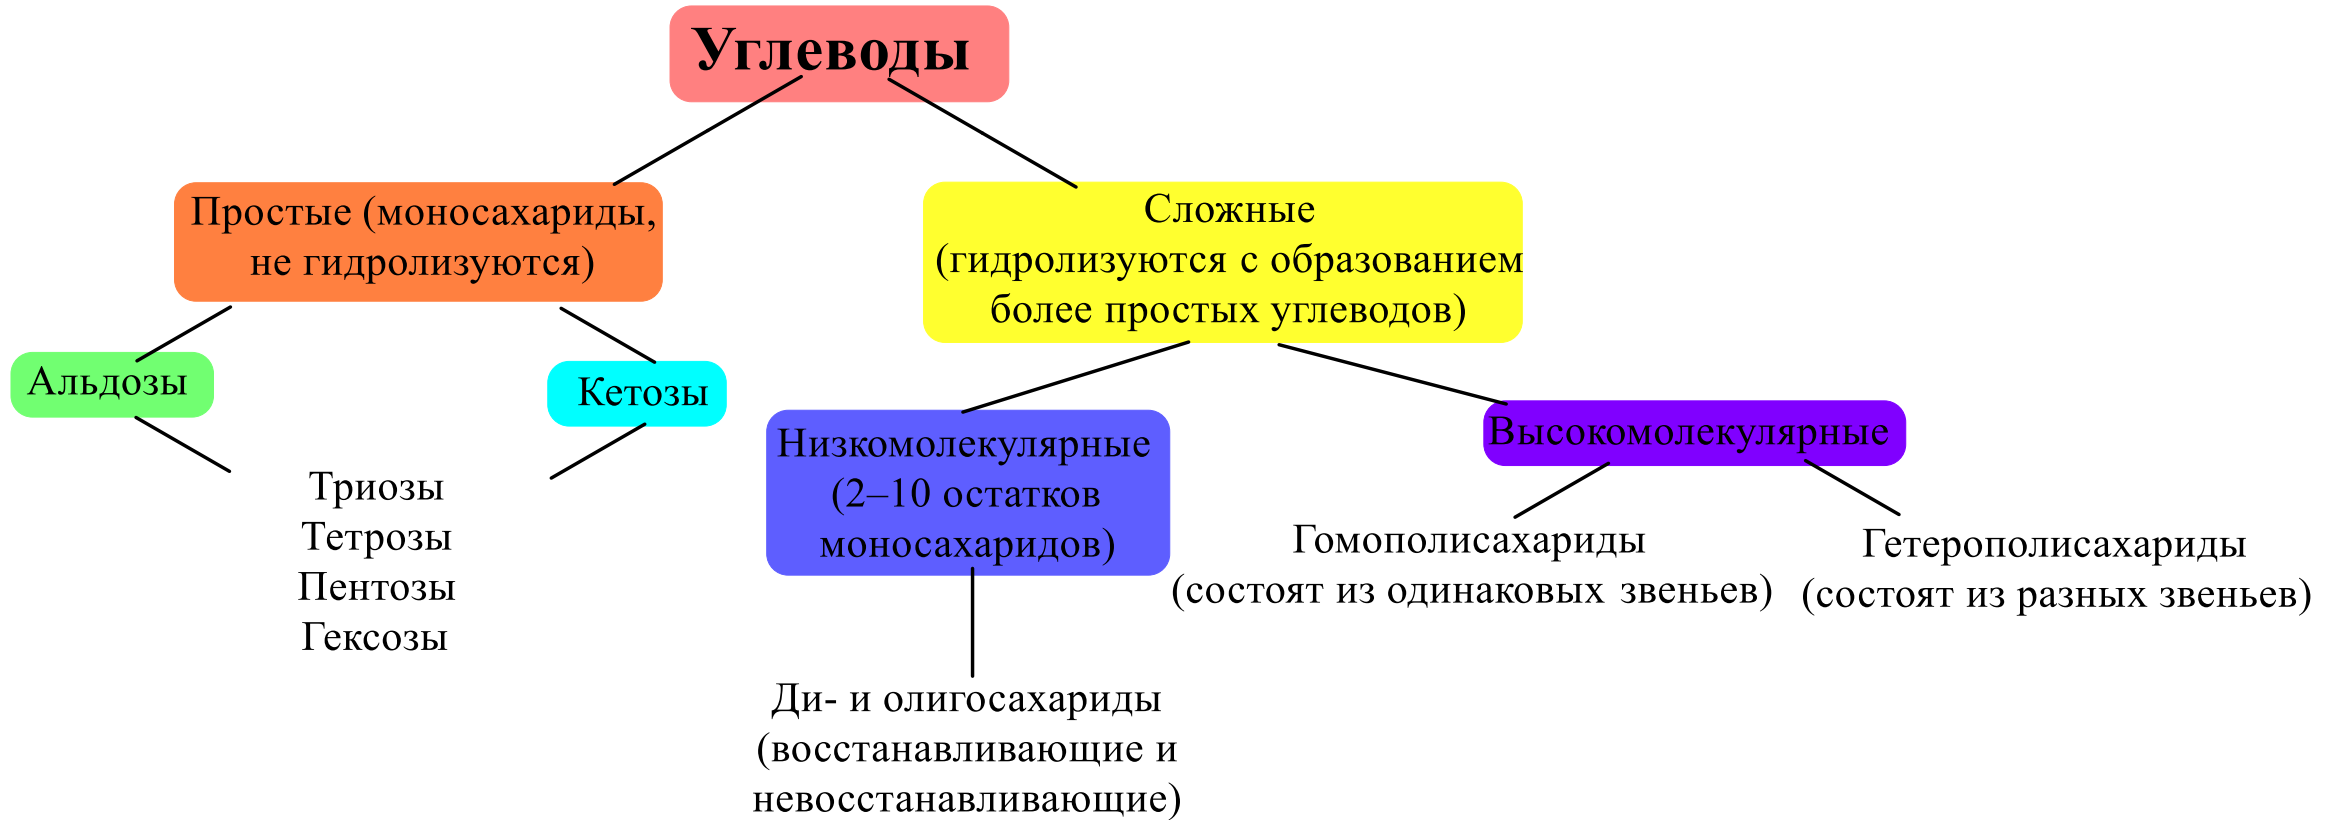 Углеводы
Простые (моносахариды,
не гидролизуются)
Сложные
(гидролизуются с образованием
более простых углеводов)
Альдозы
Кетозы
Триозы
Тетрозы
Пентозы
Гексозы
Низкомолекулярные
(2–10 остатков
моносахаридов)
Ди- и олигосахариды
(восстанавливающие и
невосстанавливающие)
Высокомолекулярные
Гомополисахариды
(состоят из одинаковых звеньев)
Гетерополисахариды
(состоят из разных звеньев)